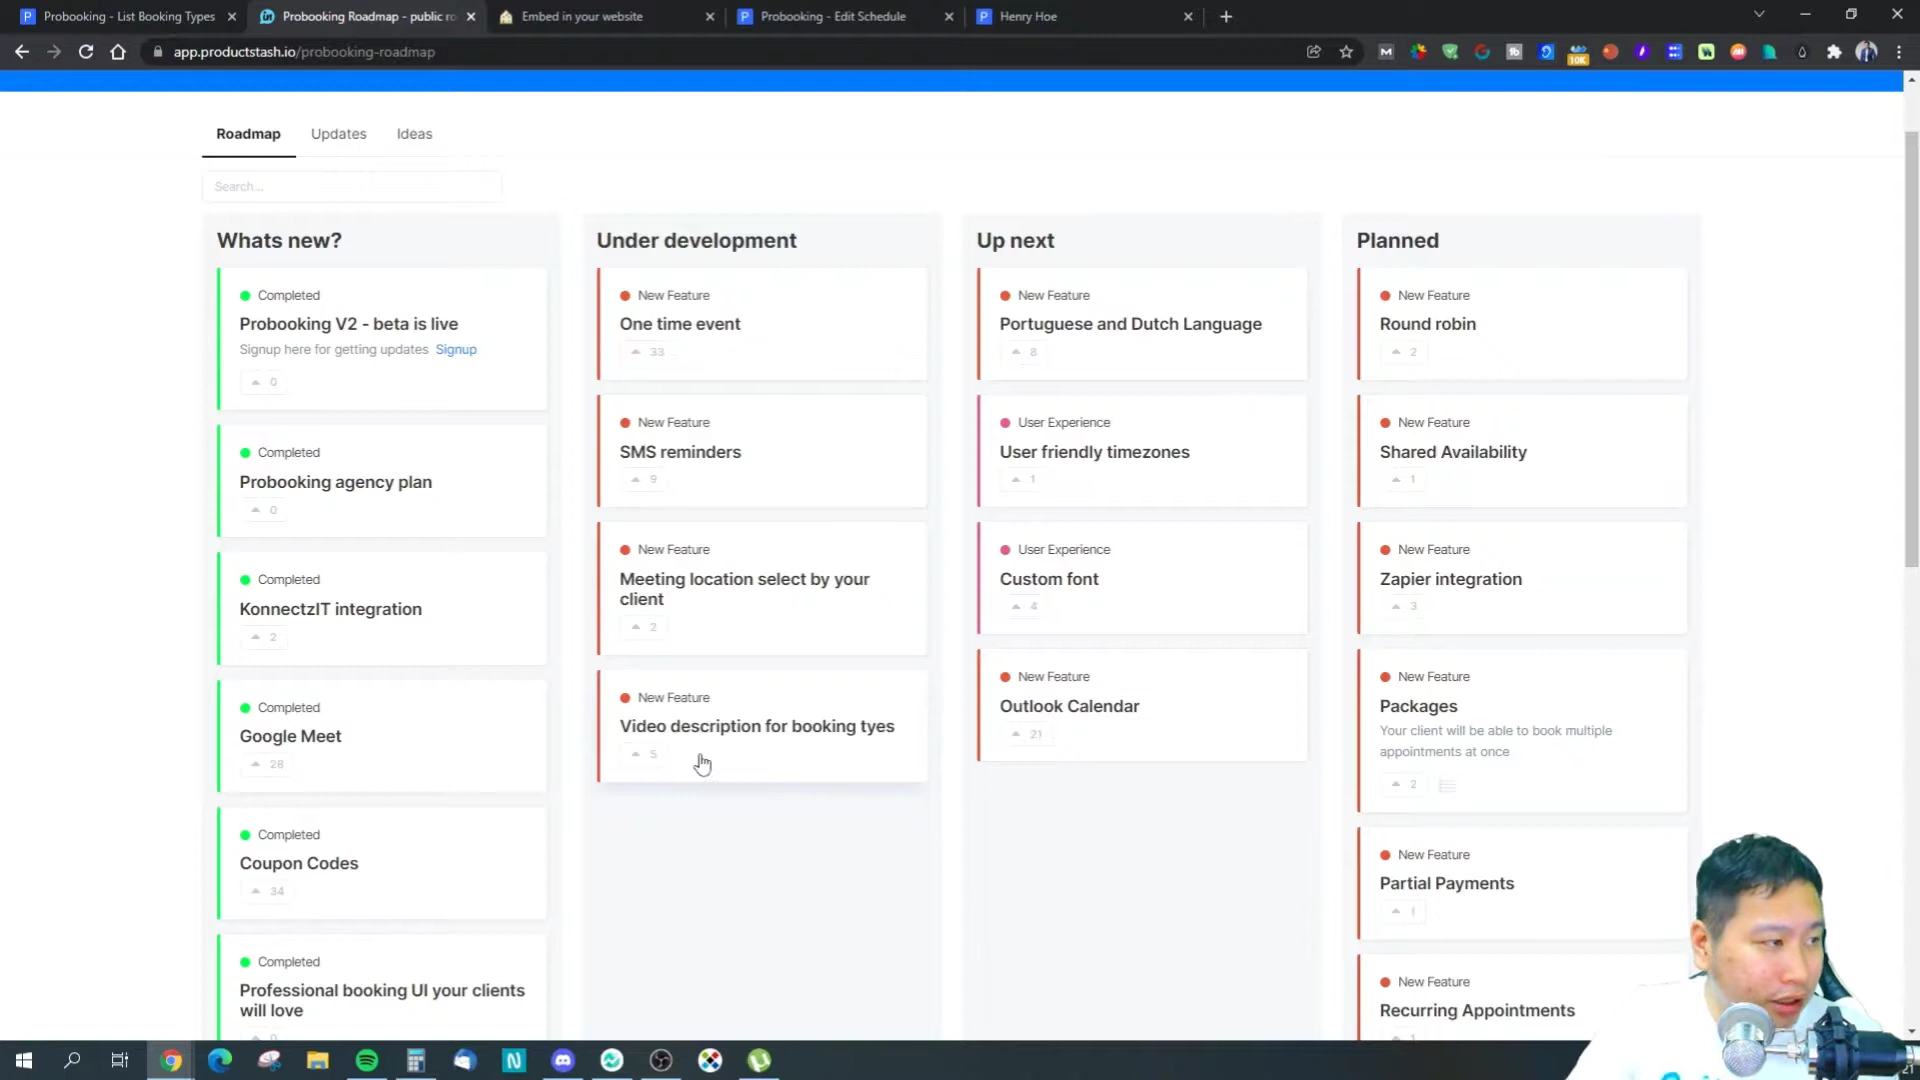 Probooking - List Booking Types
Probooking Roadmap - public ro
Embed in your website
Probooking - Edit Schedule
Henry Hoe
app.productstash.io/probooking-roadmap
10K
Roadmap
Updates
Ideas
Search...
Whats new?
Completed
Probooking V2 - beta is live
Signup here for getting updates Signup
0
Completed
Probooking agency plan
0
Completed
KonnectzIT integration
2
Completed
Google Meet
28
Completed
Coupon Codes
34
Completed
Professional booking UI your clients
will love
Under development
New Feature
One time event
33
New Feature
SMS reminders
9
New Feature
Meeting location select by your
client
2
New Feature
Video description for booking tyes
5
Up next
New Feature
Portuguese and Dutch Language
8
User Experience
User friendly timezones
1
User Experience
Custom font
4
New Feature
Outlook Calendar
21
Planned
New Feature
Round robin
2
New Feature
Shared Availability
1
New Feature
Zapier integration
3
New Feature
Packages
Your client will be able to book multiple
appointments at once
2
New Feature
Partial Payments
1
New Feature
Recurring Appointments